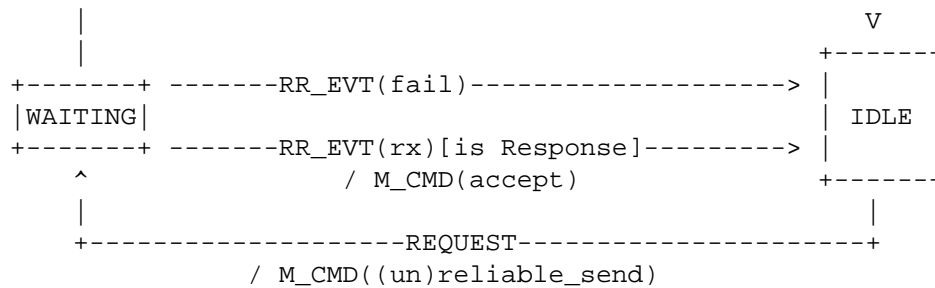 |                                               V
|                                            +-------
+-------+ -------RR_EVT(fail)--------------------> |
|WAITING|                                          | IDLE
+-------+ -------RR_EVT(rx)[is Response]---------> |
^                / M_CMD(accept)               +-------
|                                                 |
+--------------------REQUEST----------------------+
/ M_CMD((un)reliable_send)